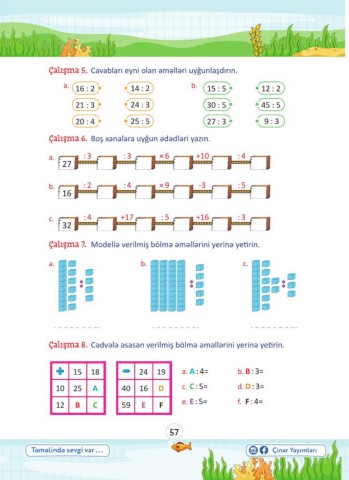 Çalışma 5. Cavabları eyni olan əməlləri uyğunlaşdırın.
a. 16 : 2 14 : 2 b. 15 : 5 12 : 2
21 : 3 24 : 3 30 : 5 45 : 5
20 : 4 25 : 5 27 : 3 9 : 3
Çalışma 6. Boş xanalara uyğun ədədləri yazın.
a. 27 : 3 : 3 × 6 +10 : 4
b. 16 : 2 : 4 × 9 -3 : 5
c. 32 : 4 +17 : 5 +16 : 3
Çalışma 7. Modellə verilmiş bölmə əməllərini yerinə yetirin.
a. b. c.
Çalışma 8. Cədvələ əsasən verilmiş bölmə əməllərini yerinə yetirin.
+ 15 18 - 24 19 a. A : 4= b. B : 3=
10 25 A 40 16 D c. C : 5= d. D : 3=
12 B C 59 E F e. E : 5= f. F : 4=
57
Təməlində sevgi var ... Çinar Yayımları